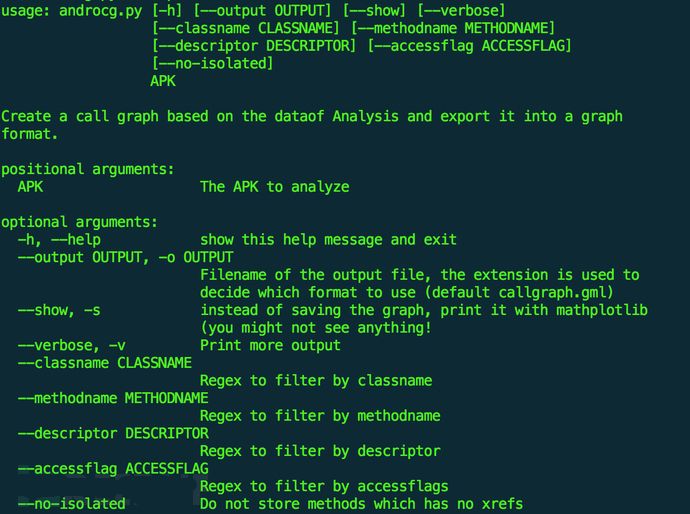 usage: androcg.py [-h] [--output OUTPUT] [--show] [--verbose]
[--classname CLASSNAME] [--methodname METHODNAME]
[--descriptor DESCRIPTOR] [--accessflag ACCESSFLAG]
[--no-isolated]
APK
Create a call graph based on the dataof Analysis and export it into a graph
format.
positional arguments:
APK The APK to analyze
optional arguments:
-h, --help show this help message and exit
--output OUTPUT, -o OUTPUT
Filename of the output file, the extension is used to
decide which format to use (default callgraph.gml)
--show, -s instead of saving the graph, print it with mathplotlib
(you might not see anything!
--verbose, -v Print more output
--classname CLASSNAME
Regex to filter by classname
--methodname METHODNAME
Regex to filter by methodname
--descriptor DESCRIPTOR
Regex to filter by descriptor
--accessflag ACCESSFLAG
Regex to filter by accessflags
--no-isolated Do not store methods which has no xrefs